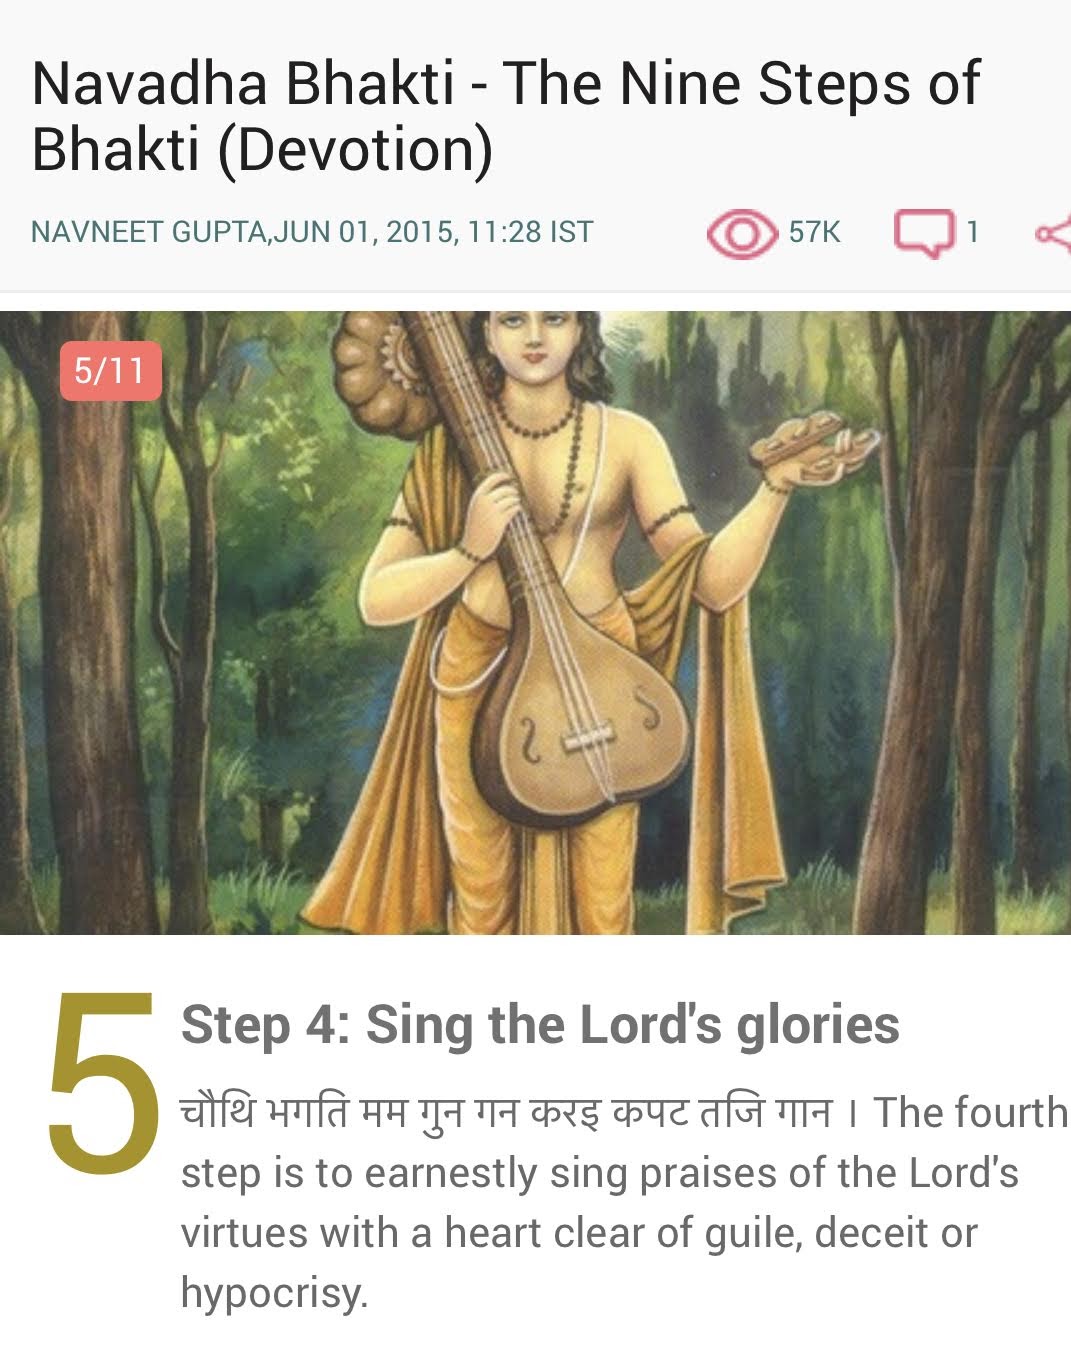 Navadha Bhakti - The Nine Steps of
Bhakti (Devotion)
NAVNEET GUPTA,JUN 01, 2015, 11:28 IST
57K
1
5/11
5
Step 4: Sing the Lord's glories
चौथि भगति मम गुन गन करइ कपट तजि गान । The fourth
step is to earnestly sing praises of the Lord's
virtues with a heart clear of guile, deceit or
hypocrisy.